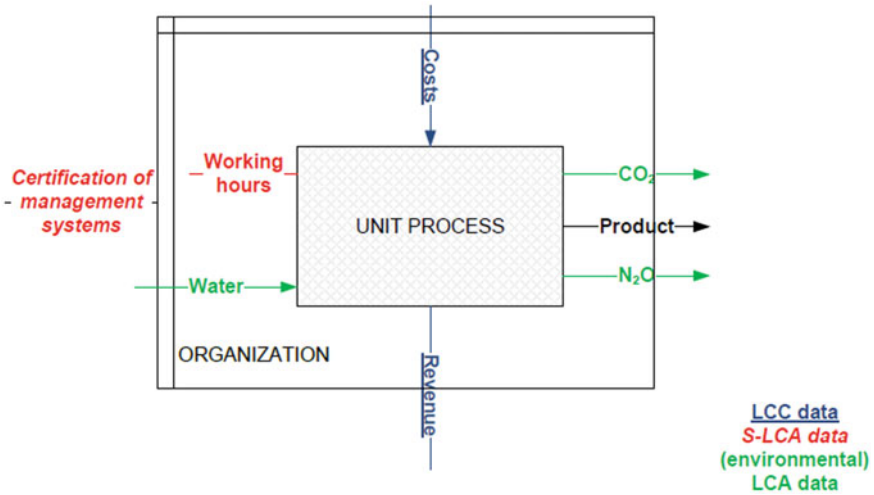 Costs
Working
hours
Certification of
management
systems
CO₂
UNIT PROCESS
Product
Water
N₂O
ORGANIZATION
Revenue
LCC data
S-LCA data
(environmental)
LCA data